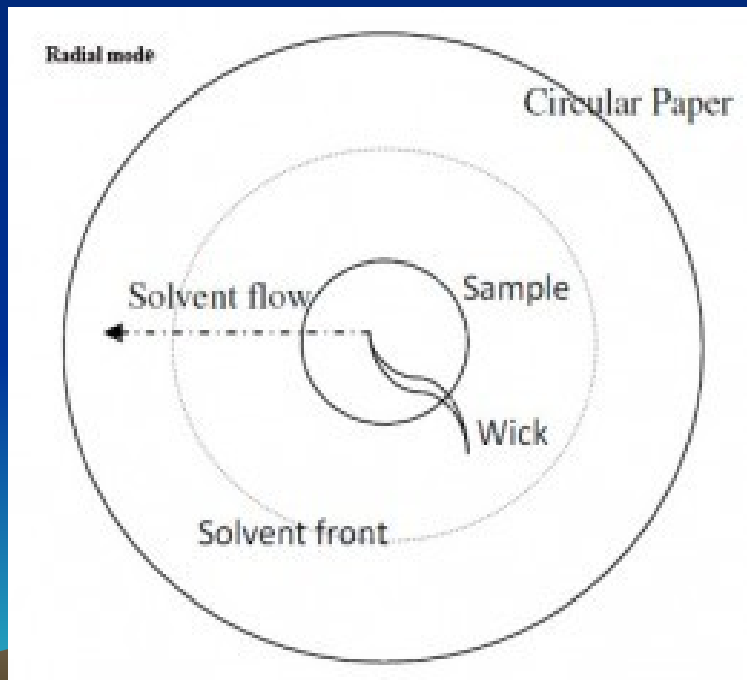 Radial mode
Circular Paper
Solvent flow
Sample
Wick
Solvent front